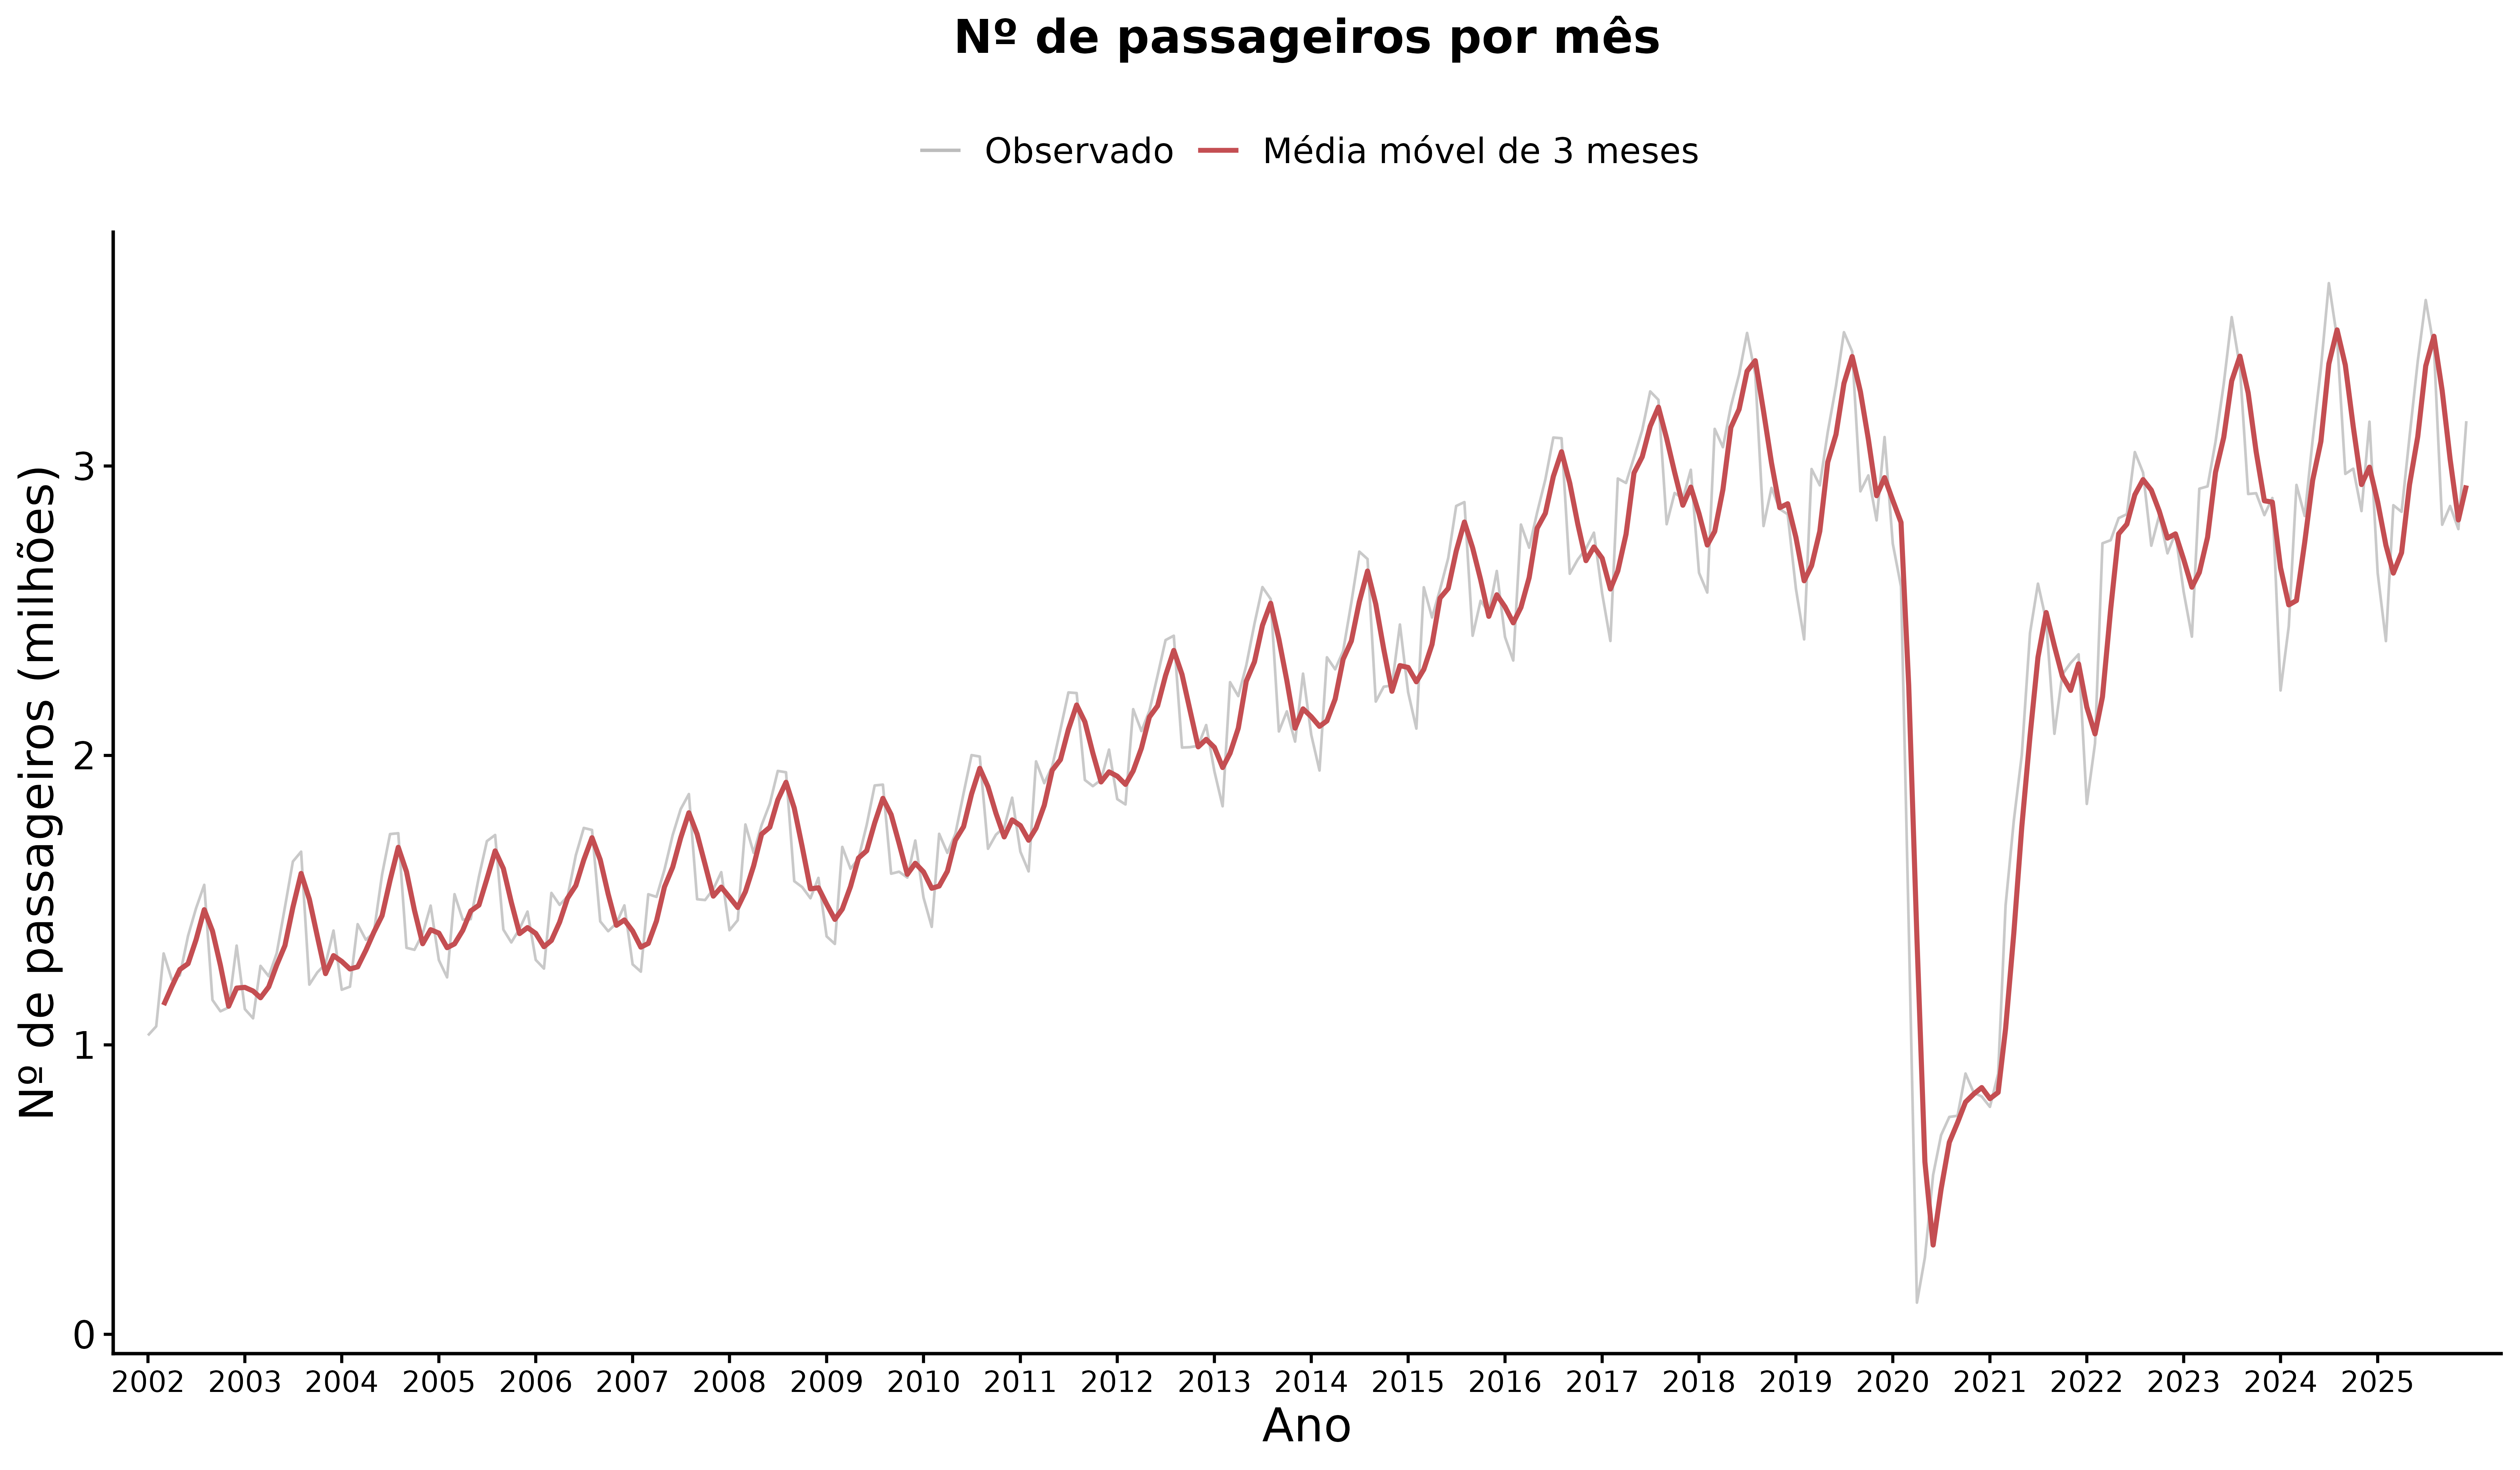 Nº de passageiros por mês
Observado
Média móvel de 3 meses
Nº de passageiros (milhões)
3
2
1
0
2002 2003 2004 2005 2006 2007 2008 2009 2010 2011 2012 2013 2014 2015 2016 2017 2018 2019 2020 2021 2022 2023 2024 2025
Ano